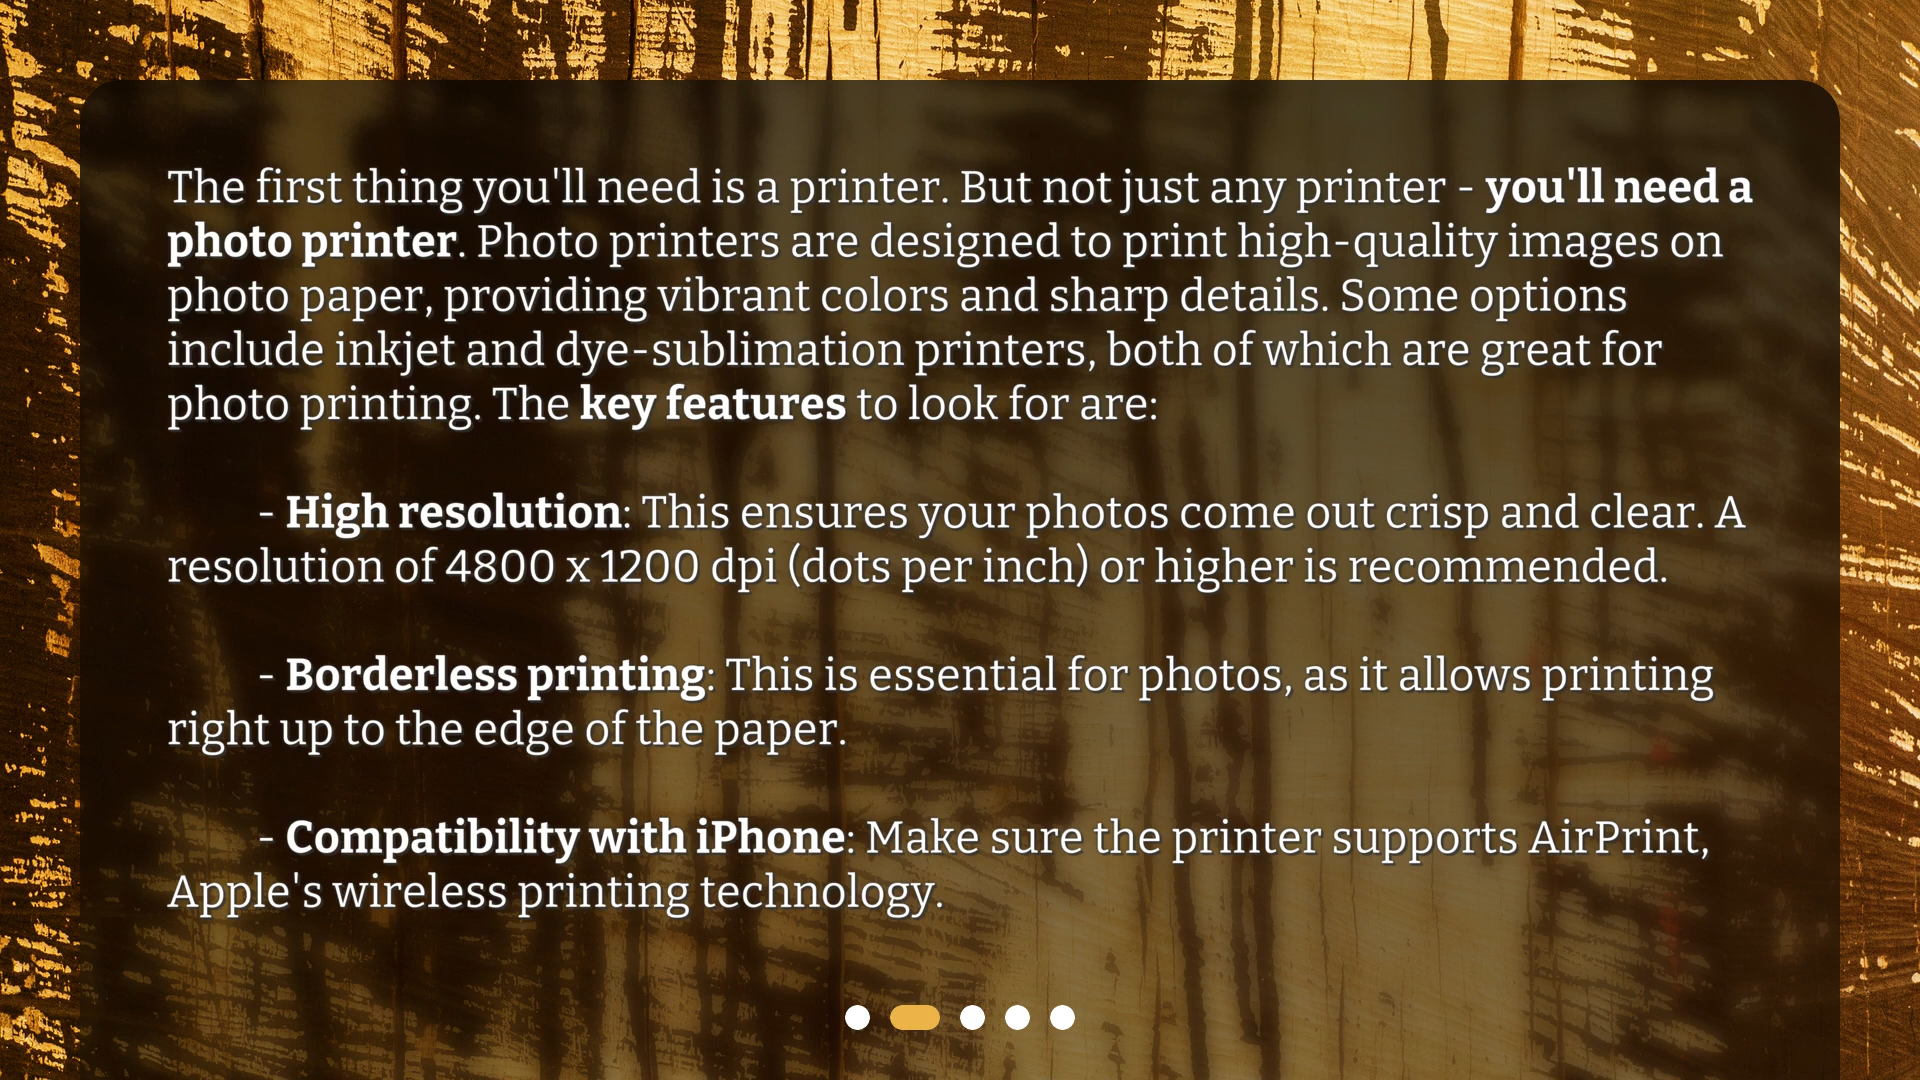 The first thing you'll need is a printer. But not just any printer - you'll need a
photo printer. Photo printers are designed to print high-quality images on
photo paper, providing vibrant colors and sharp details. Some options
include inkjet and dye-sublimation printers, both of which are great for
photo printing. The key features to look for are:
- High resolution: This ensures your photos come out crisp and clear. A
resolution of 4800 x 1200 dpi (dots per inch) or higher is recommended.
- Borderless printing: This is essential for photos, as it allows printing
right up to the edge of the paper.
- Compatibility with iPhone: Make sure the printer supports AirPrint,
Apple's wireless printing technology.